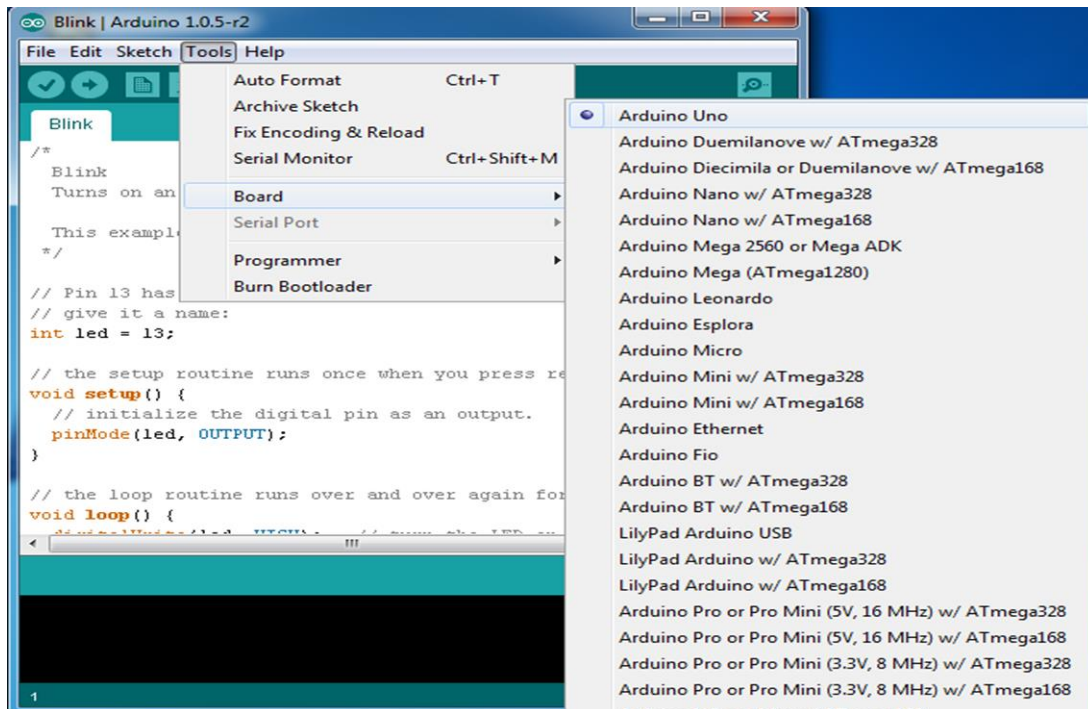 Blink | Arduino 1.0.5-r2
File Edit Sketch Tools Help
Auto Format Ctrl+T
Archive Sketch
Fix Encoding & Reload
Serial Monitor Ctrl+Shift+M
Board
Serial Port
Programmer
Burn Bootloader
Arduino Uno
Arduino Duemilanove w/ ATmega328
Arduino Diecimila or Duemilanove w/ ATmega168
Arduino Nano w/ ATmega328
Arduino Nano w/ ATmega168
Arduino Mega 2560 or Mega ADK
Arduino Mega (ATmega1280)
Arduino Leonardo
Arduino Esplora
Arduino Micro
Arduino Mini w/ ATmega328
Arduino Mini w/ ATmega168
Arduino Ethernet
Arduino Fio
Arduino BT w/ ATmega328
Arduino BT w/ ATmega168
LilyPad Arduino USB
LilyPad Arduino w/ ATmega328
LilyPad Arduino w/ ATmega168
Arduino Pro or Pro Mini (5V, 16 MHz) w/ ATmega328
Arduino Pro or Pro Mini (5V, 16 MHz) w/ ATmega168
Arduino Pro or Pro Mini (3.3V, 8 MHz) w/ ATmega328
Arduino Pro or Pro Mini (3.3V, 8 MHz) w/ ATmega168
Blink
/*
Blink
Turns on an
This exampl
*/
// Pin 13 has
// give it a name:
int led = 13;
// the setup routine runs once when you press re
void setup() {
// initialize the digital pin as an output.
pinMode(led, OUTPUT);
}
// the loop routine runs over and over again for
void loop() {
1